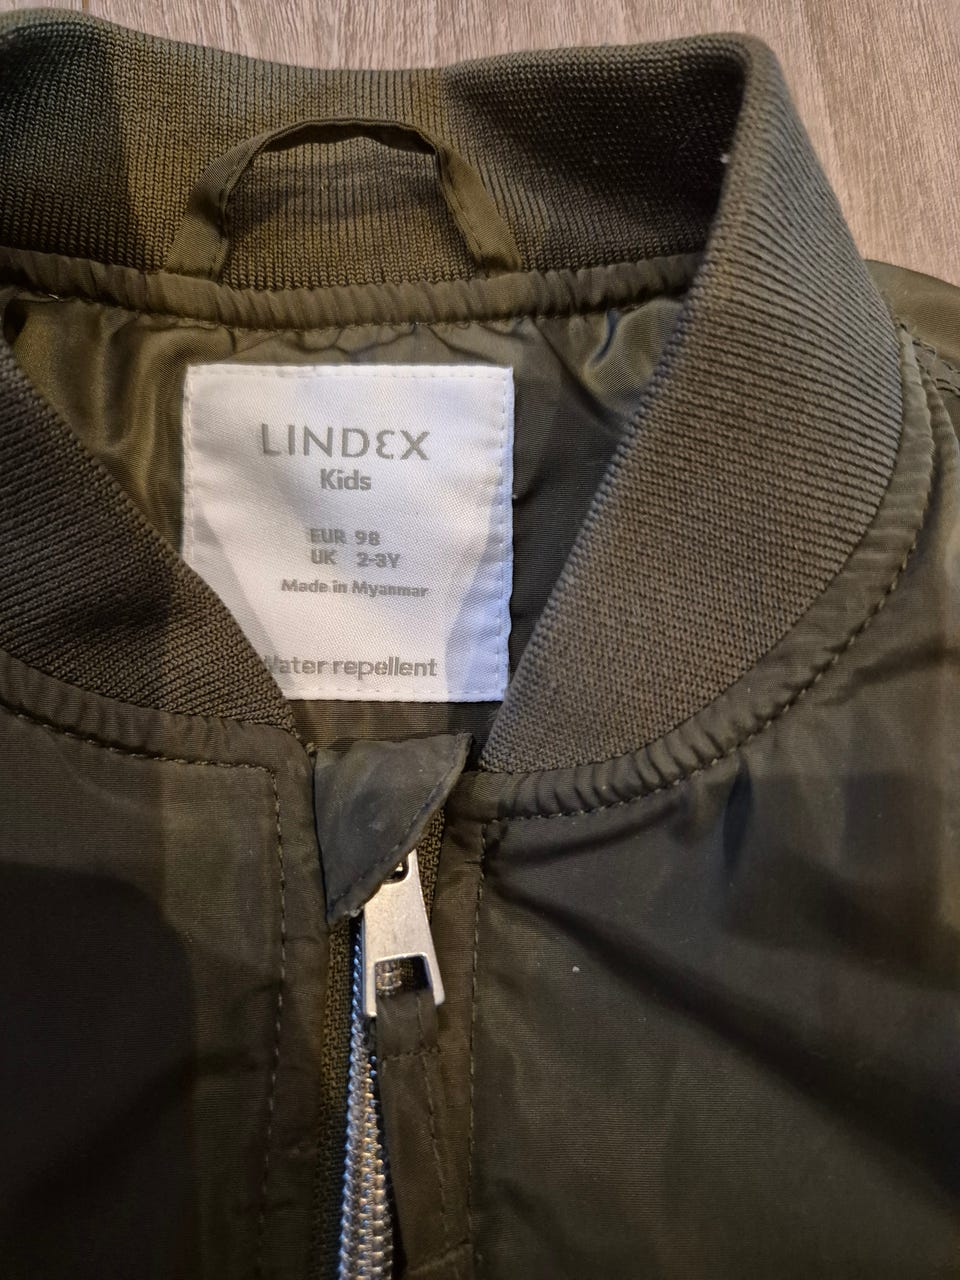 LINDEX
Kids
EUR 98
UK 2-3Y
Made in Myanmar
Water repellent